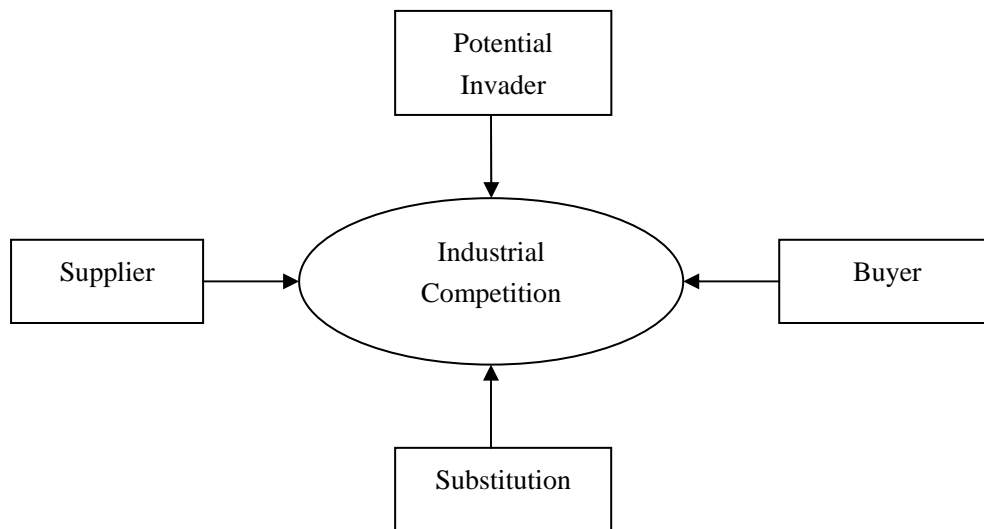 Potential
Invader
Industrial
Competition
Supplier
Buyer
Substitution